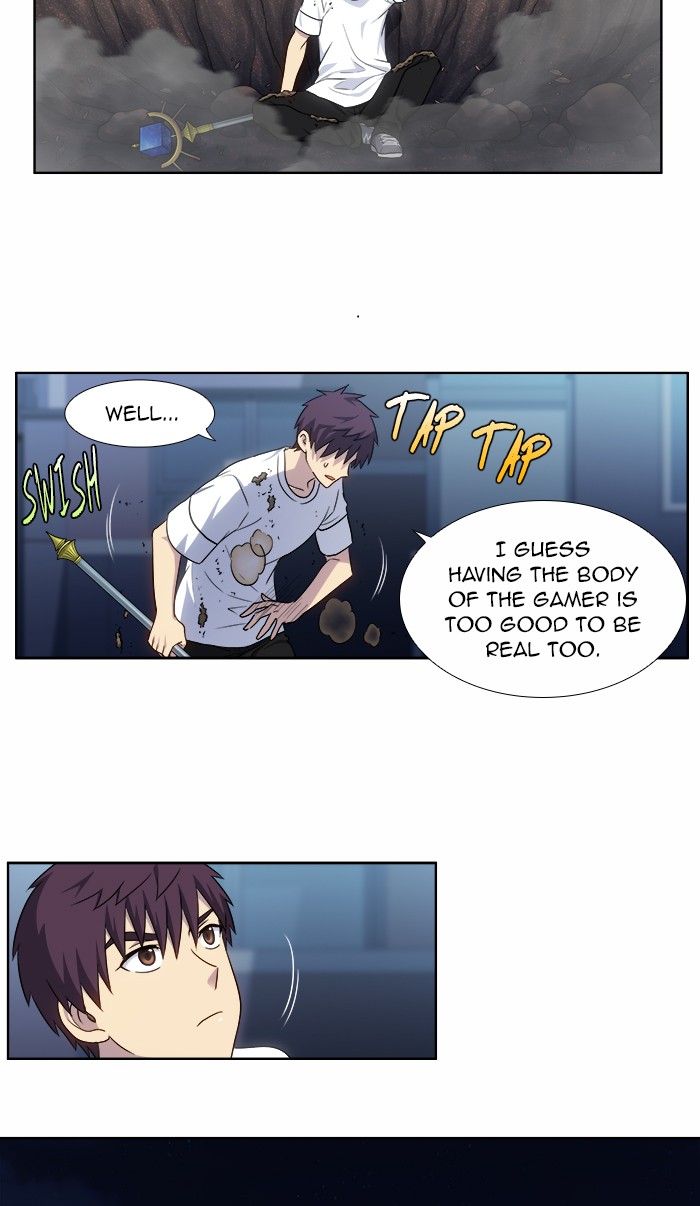 WELL...
TAP TAP
SWISH
I GUESS
HAVING THE BODY
OF THE GAMER IS
TOO GOOD TO BE
REAL TOO.